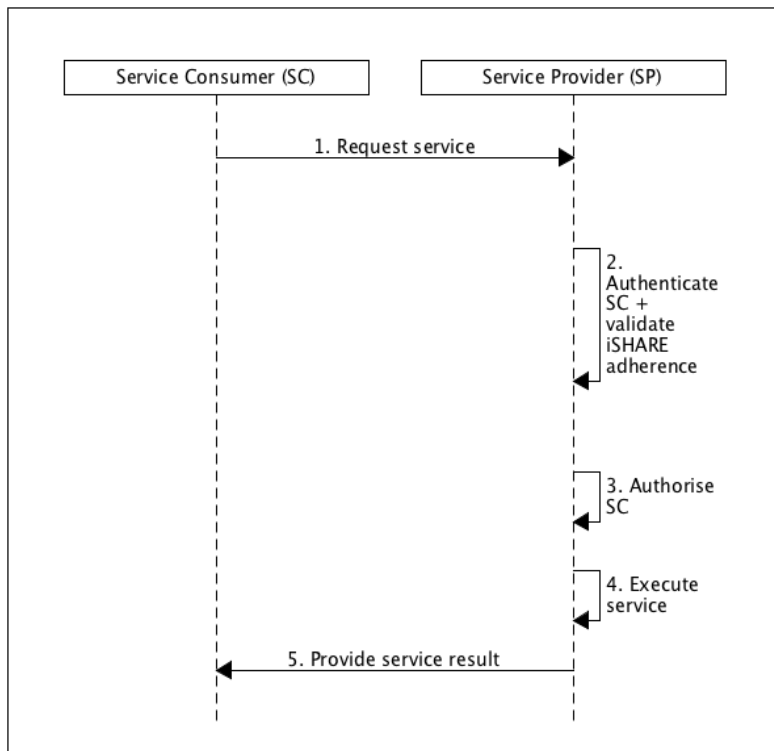 Service Consumer (SC)
Service Provider (SP)
1. Request service
2.
Authenticate
SC +
validate
iSHARE
adherence
3. Authorise
SC
4. Execute
service
5. Provide service result